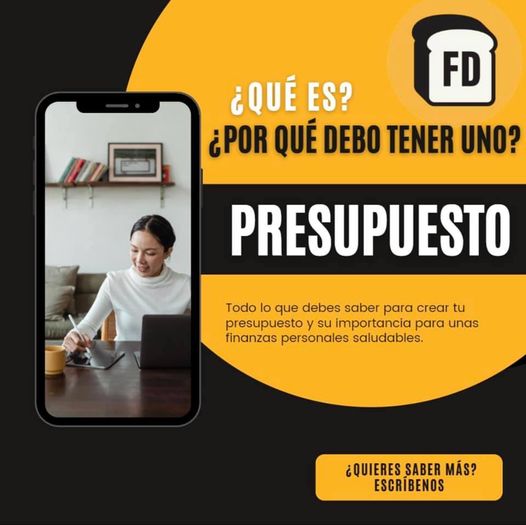 FD
¿QUÉ ES?
¿POR QUÉ DEBO TENER UNO?
PRESUPUESTO
Todo lo que debes saber para crear tu
presupuesto y su importancia para unas
finanzas personales saludables.
¿QUIERES SABER MÁS?
ESCRÍBENOS